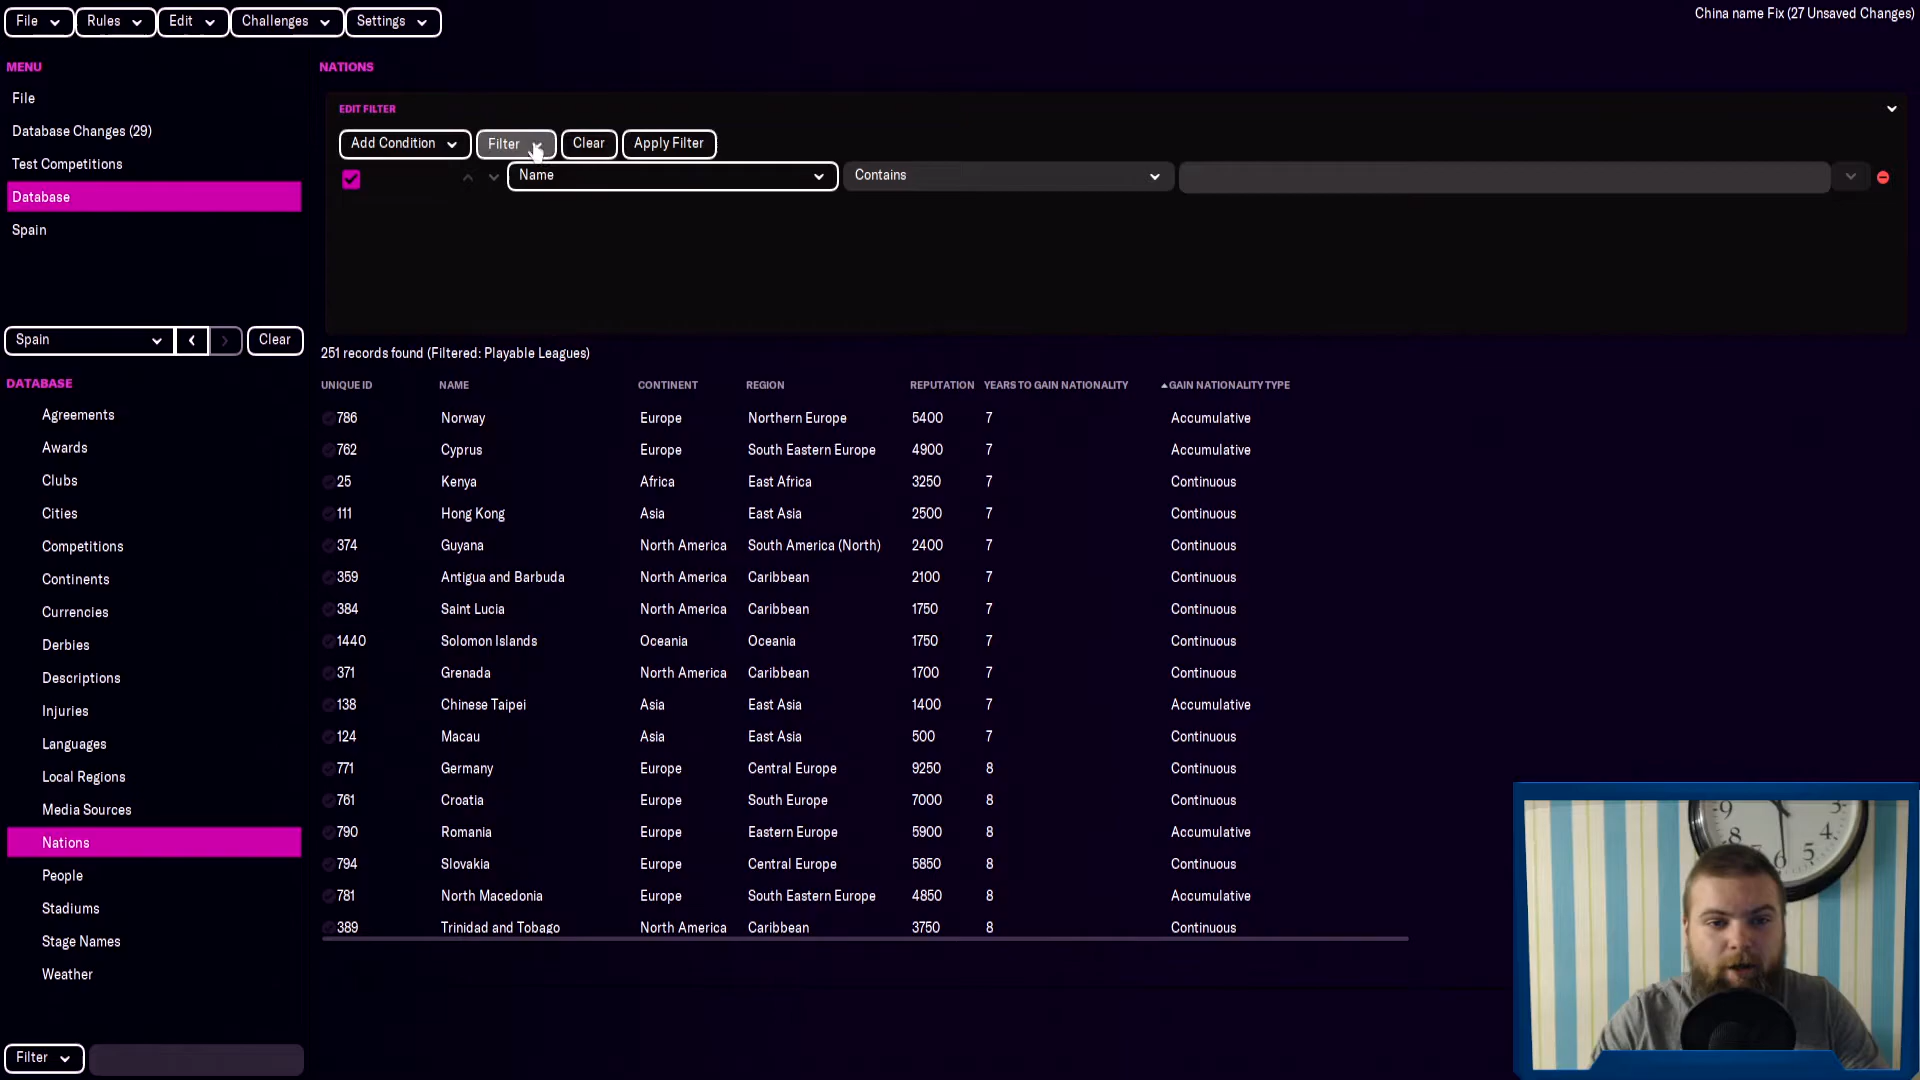 File Rules Edit Challenges Settings China name Fix (27 Unsaved Changes)
MENU
File
Database Changes (29)
Test Competitions
Database
Spain
Spain Clear
DATABASE
Agreements
Awards
Clubs
Cities
Competitions
Continents
Currencies
Derbies
Descriptions
Injuries
Languages
Local Regions
Media Sources
Nations
People
Stadiums
Stage Names
Weather
Filter
NATIONS
EDIT FILTER
Add Condition Filter Clear Apply Filter
Name Contains
251 records found (Filtered: Playable Leagues)
UNIQUE ID NAME CONTINENT REGION REPUTATION YEARS TO GAIN NATIONALITY GAIN NATIONALITY TYPE
786 Norway Europe Northern Europe 5400 7 Accumulative
762 Cyprus Europe South Eastern Europe 4900 7 Accumulative
25 Kenya Africa East Africa 3250 7 Continuous
111 Hong Kong Asia East Asia 2500 7 Continuous
374 Guyana North America South America (North) 2400 7 Continuous
359 Antigua and Barbuda North America Caribbean 2100 7 Continuous
384 Saint Lucia North America Caribbean 1750 7 Continuous
1440 Solomon Islands Oceania Oceania 1750 7 Continuous
371 Grenada North America Caribbean 1700 7 Continuous
138 Chinese Taipei Asia East Asia 1400 7 Accumulative
124 Macau Asia East Asia 500 7 Continuous
771 Germany Europe Central Europe 9250 8 Continuous
761 Croatia Europe South Europe 7000 8 Continuous
790 Romania Europe Eastern Europe 5900 8 Accumulative
794 Slovakia Europe Central Europe 5850 8 Continuous
781 North Macedonia Europe South Eastern Europe 4850 8 Accumulative
389 Trinidad and Tobago North America Caribbean 3750 8 Continuous
9 3
8 4
6 5